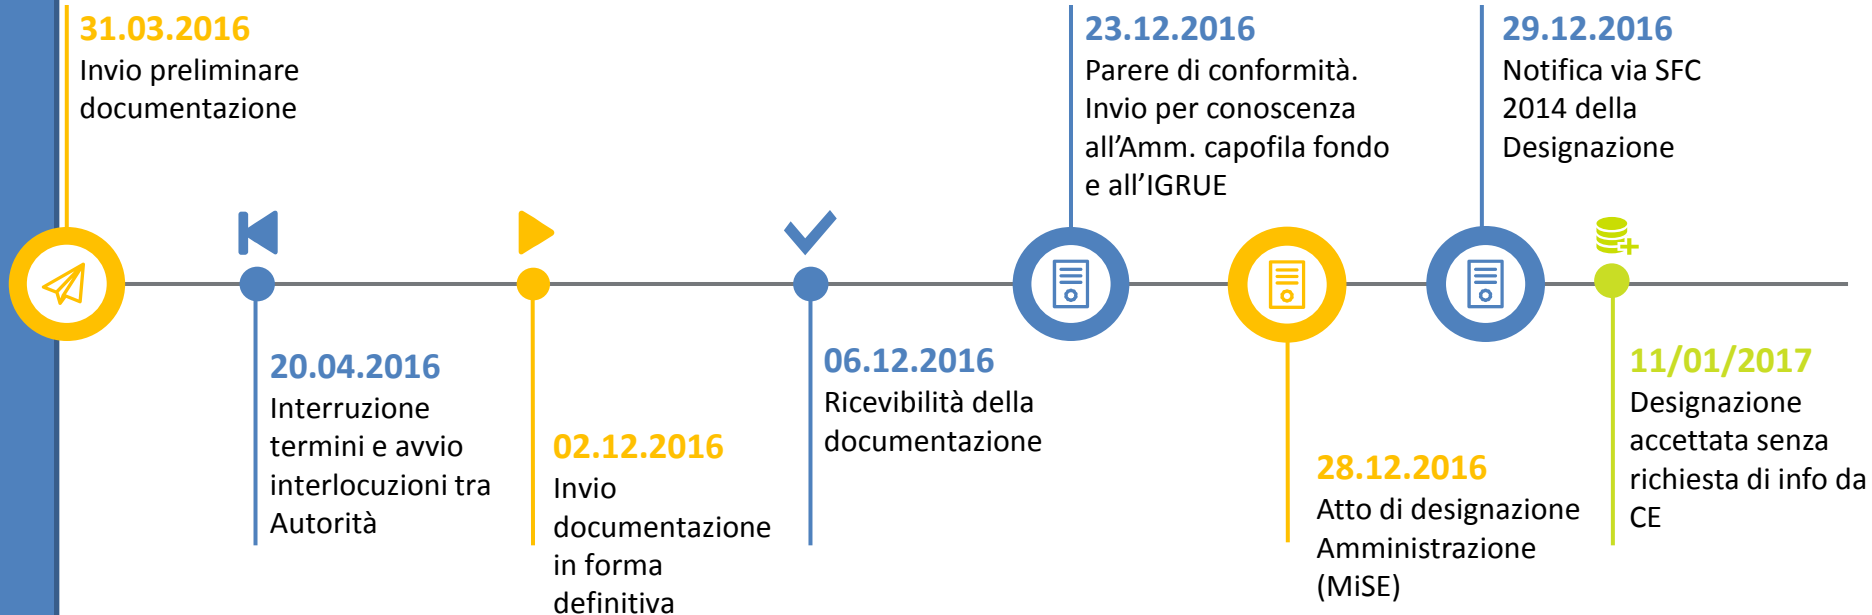 31.03.2016
Invio preliminare
documentazione
20.04.2016
Interruzione
termini e avvio
interlocuzioni tra
Autorità
02.12.2016
Invio
documentazione
in forma
definitiva
06.12.2016
Ricevibilità della
documentazione
23.12.2016
Parere di conformità.
Invio per conoscenza
all’Amm. capofila fondo
e all’IGRUE
28.12.2016
Atto di designazione
Amministrazione
(MiSE)
29.12.2016
Notifica via SFC
2014 della
Designazione
11/01/2017
Designazione
accettata senza
richiesta di info da
CE